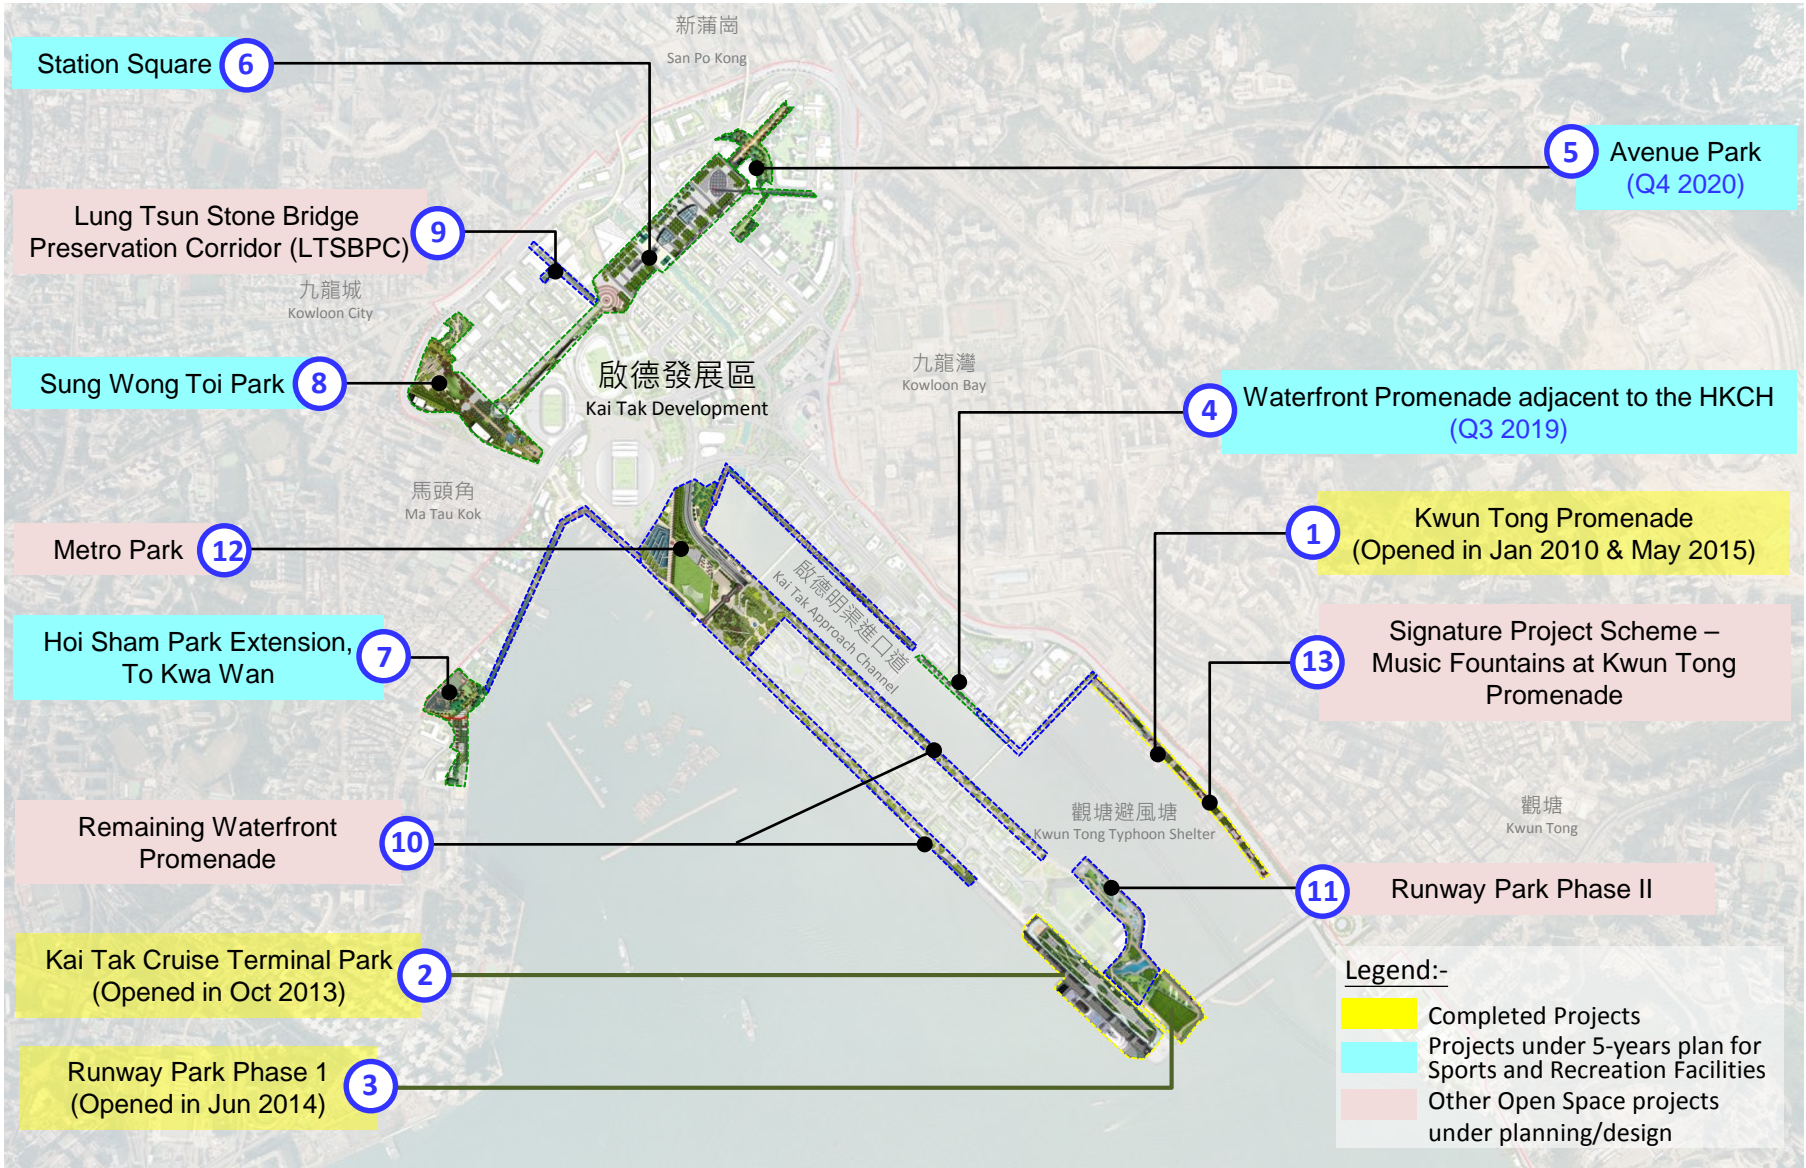 新蒲崗
San Po Kong
Station Square
6
5
Avenue Park
(Q4 2020)
Lung Tsun Stone Bridge
Preservation Corridor (LTSBPC)
9
九龍城
Kowloon City
Sung Wong Toi Park
8
啟德發展區
Kai Tak Development
九龍灣
Kowloon Bay
4
Waterfront Promenade adjacent to the HKCH
(Q3 2019)
馬頭角
Ma Tau Kok
1
Kwun Tong Promenade
(Opened in Jan 2010 & May 2015)
Metro Park
12
啟德明渠進口道
Kai Tak Approach Channel
Hoi Sham Park Extension,
To Kwa Wan
7
13
Signature Project Scheme –
Music Fountains at Kwun Tong
Promenade
Remaining Waterfront
Promenade
10
觀塘避風塘
Kwun Tong Typhoon Shelter
觀塘
Kwun Tong
11
Runway Park Phase II
Kai Tak Cruise Terminal Park
(Opened in Oct 2013)
2
Runway Park Phase 1
(Opened in Jun 2014)
3
Legend:-
Completed Projects
Projects under 5-years plan for
Sports and Recreation Facilities
Other Open Space projects
under planning/design